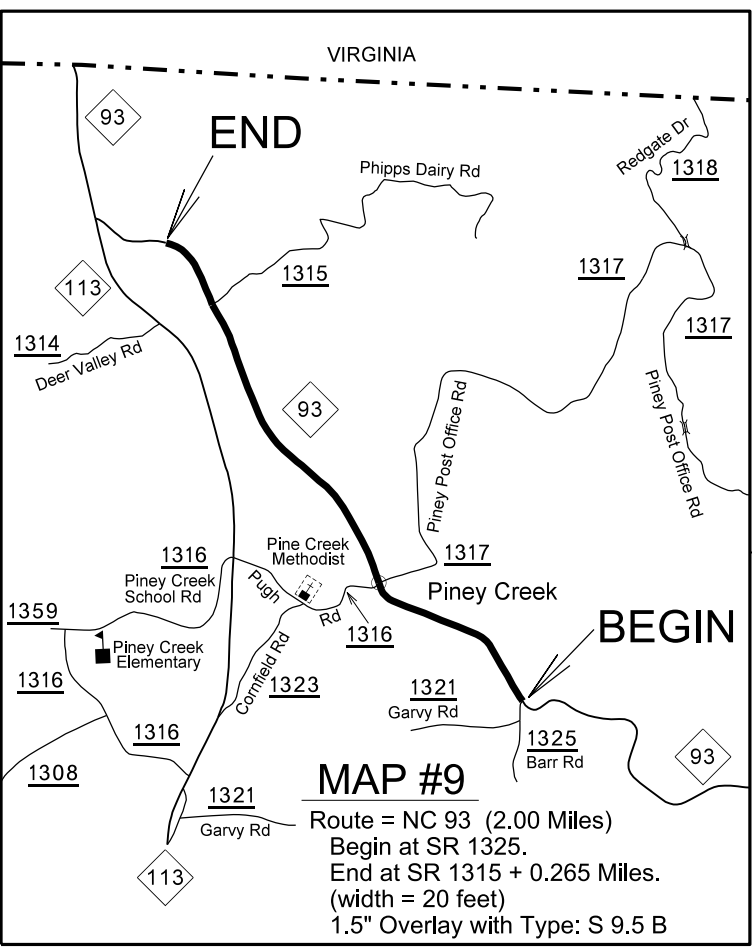 VIRGINIA
93
END
Redgate Dr
1318
Phipps Dairy Rd
1315
1317
113
1317
1314
Deer Valley Rd
93
Piney Post Office Rd
Piney Post Office Rd
1316
Piney Creek
School Rd
Pine Creek
Methodist
1317
Pugh
Rd
1316
Piney Creek
1359
Piney Creek
Elementary
BEGIN
1316
Cornfield Rd
1323
1321
Garvy Rd
1316
1325
Barr Rd
93
1308
1321
Garvy Rd
113
MAP #9
Route = NC 93 (2.00 Miles)
Begin at SR 1325.
End at SR 1315 + 0.265 Miles.
(width = 20 feet)
1.5" Overlay with Type: S 9.5 B